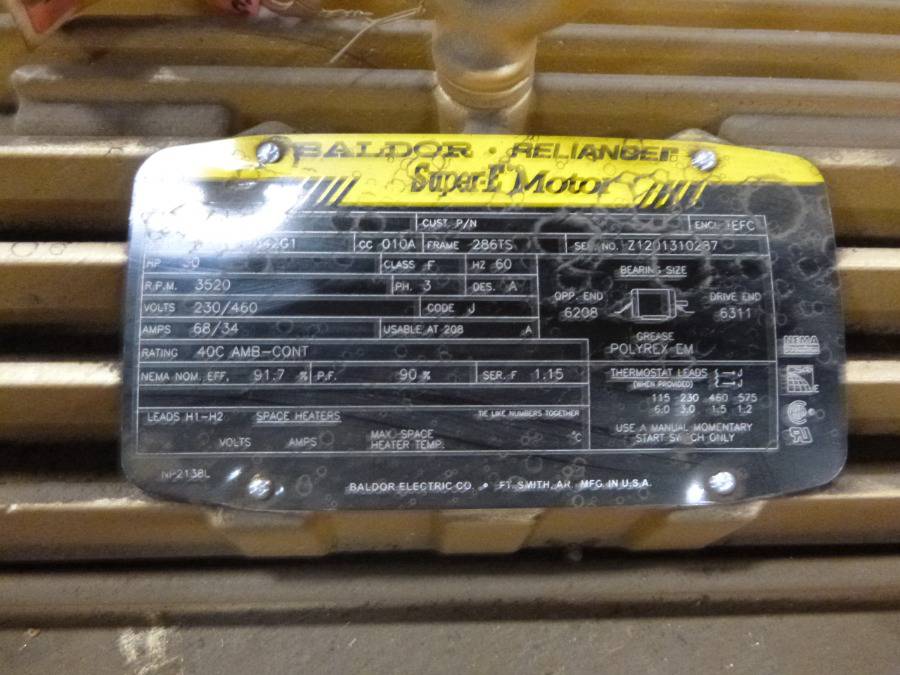 BALDOR · RELIANCER
Super-E Motor
CUST. P/N ENCL TEFC
CC 010A FRAME 286TS SER. NO. Z1201310287
HP CLASS F HZ 60 BEARING SIZE
R.P.M. 3520 PH. 3 DES. A OPP. END DRIVE END
VOLTS 230/460 CODE J 6208 6311
AMPS 68/34 USABLE AT 208 A GREASE
RATING 40C AMB-CONT POLYREX EM
NEMA NOM. EFF. 91.7 % P.F. 90 % SER. F 1.15 THERMOSTAT LEADS J J
(WHEN PROVIDED)
115 230 460 575
6.0 3.0 1.5 1.2
LEADS H1-H2 SPACE HEATERS TIE LIKE NUMBERS TOGETHER
USE A MANUAL MOMENTARY
START SWITCH ONLY
VOLTS AMPS MAX. SPACE HEATER TEMP. °C
NP2138L
BALDOR ELECTRIC CO. • FT. SMITH, AR. MFG. IN U.S.A.
NEMA